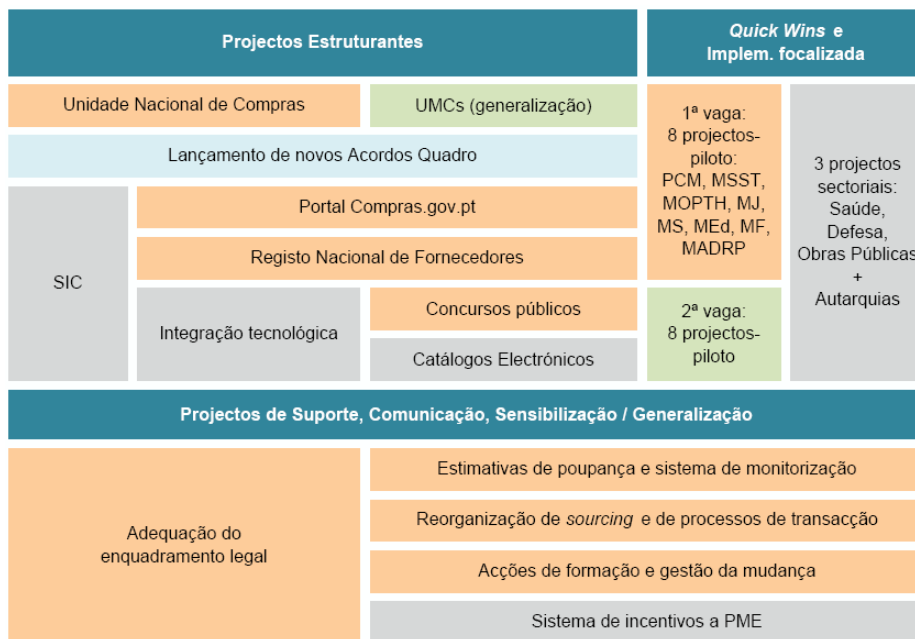 Projectos Estruturantes
Quick Wins e
Implem. focalizada
Unidade Nacional de Compras
UMCs (generalização)
Lançamento de novos Acordos Quadro
SIC
Portal Compras.gov.pt
Registo Nacional de Fornecedores
Integração tecnológica
Concursos públicos
Catálogos Electrónicos
1ª vaga:
8 projectos-
piloto:
PCM, MSST,
MOPTH, MJ,
MS, MEd, MF,
MADRP
2ª vaga:
8 projectos-
piloto
3 projectos
sectoriais:
Saúde,
Defesa,
Obras Públicas
+
Autarquias
Projectos de Suporte, Comunicação, Sensibilização / Generalização
Adequação do
enquadramento legal
Estimativas de poupança e sistema de monitorização
Reorganização de sourcing e de processos de transacção
Acções de formação e gestão da mudança
Sistema de incentivos a PME